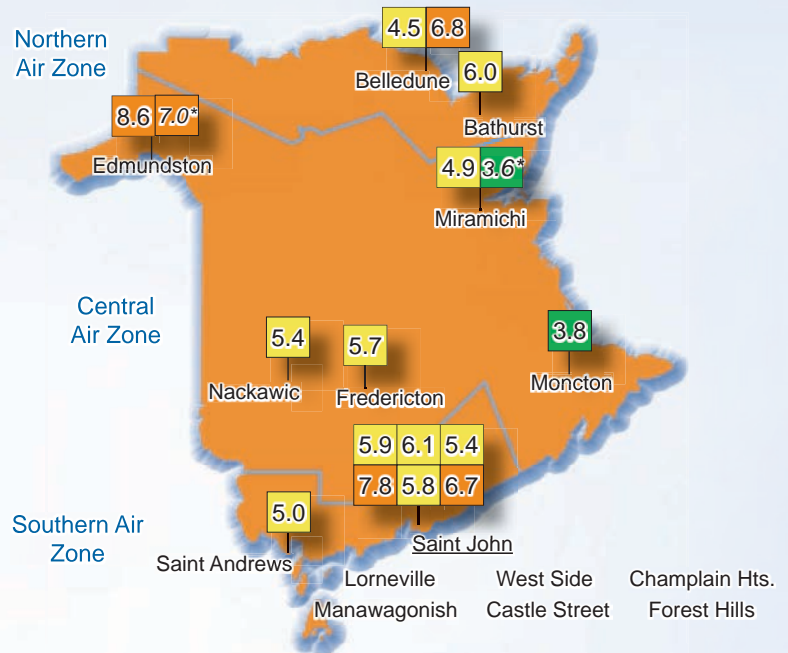 Northern
Air Zone
4.5 6.8
Belledune
6.0
Bathurst
8.6 7.0*
Edmundston
4.9 3.6*
Miramichi
Central
Air Zone
5.4
Nackawic
5.7
Fredericton
3.8
Moncton
5.9 6.1 5.4
7.8 5.8 6.7
Saint John
Southern Air
Zone
5.0
Saint Andrews
Lorneville West Side Champlain Hts.
Manawagonish Castle Street Forest Hills